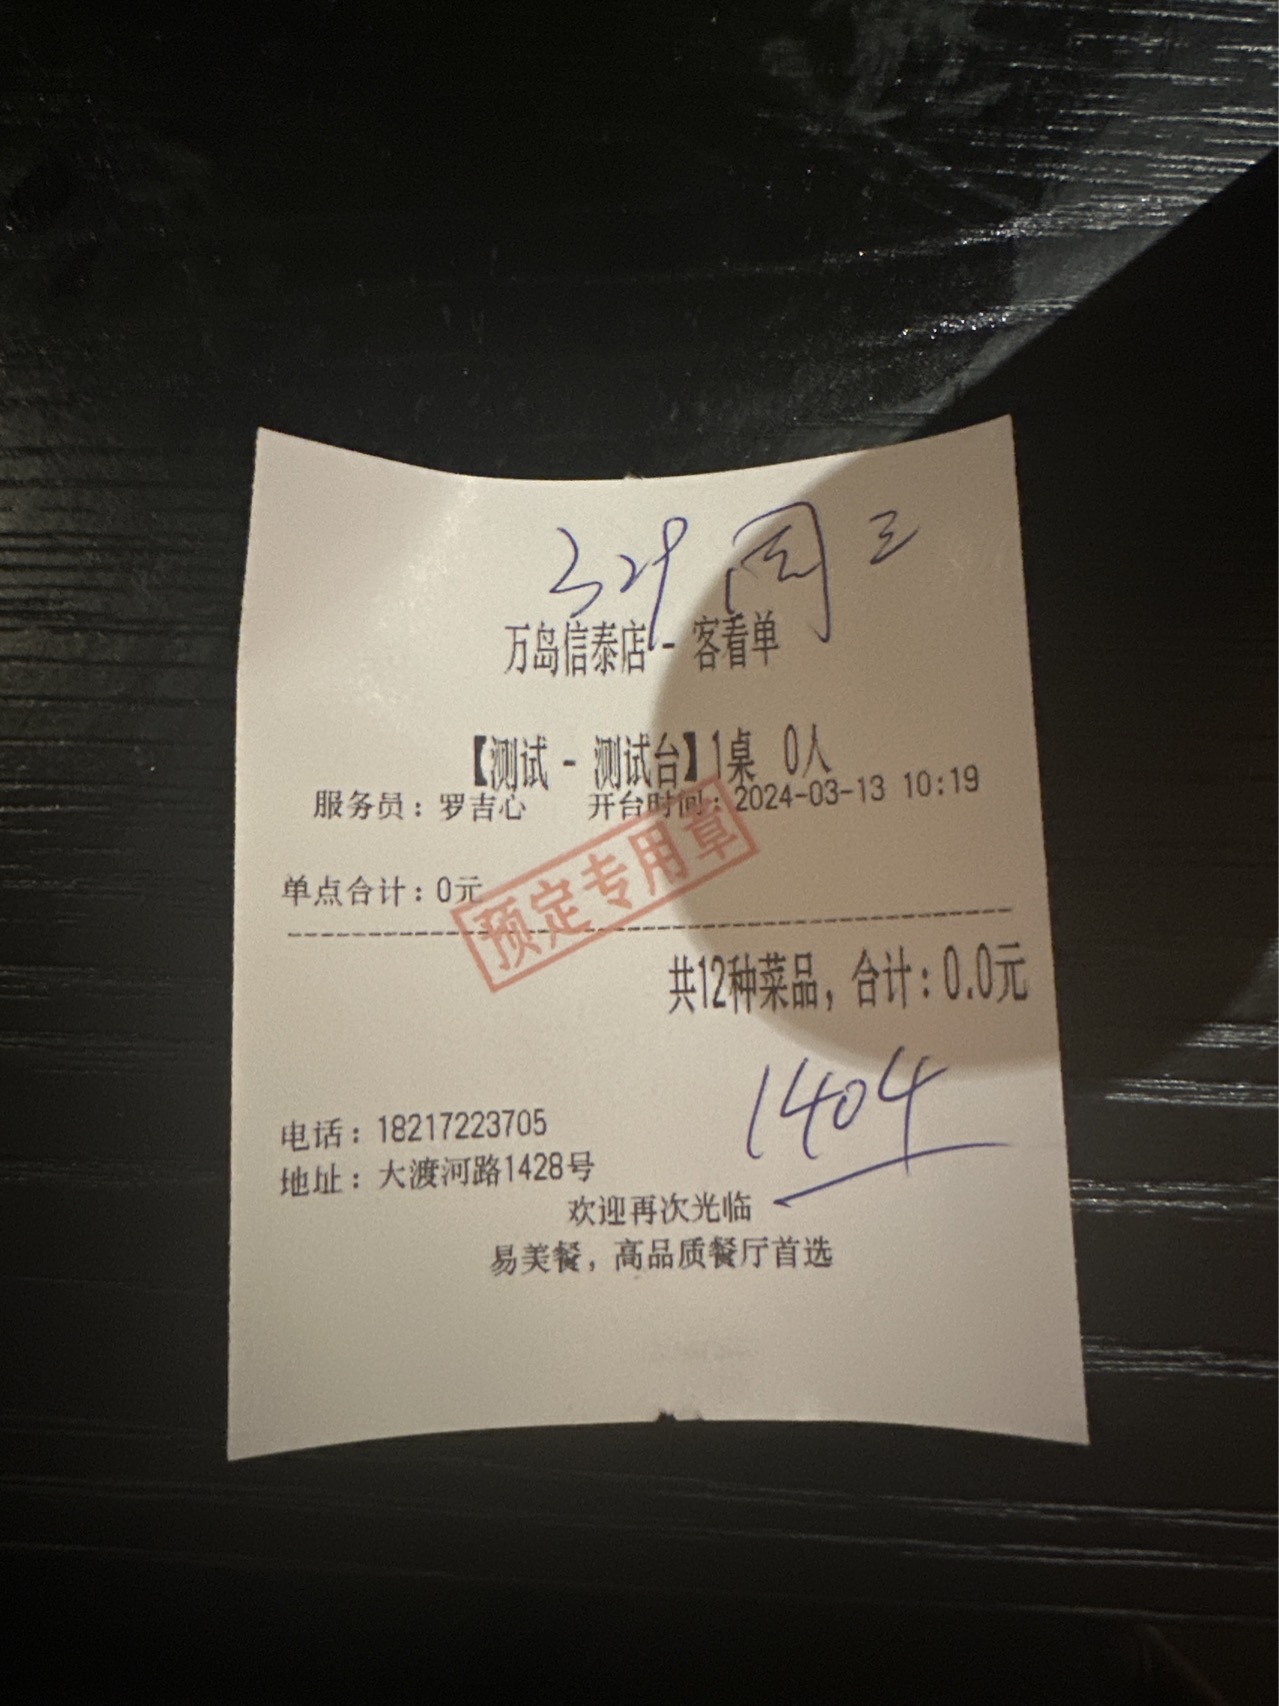 329 周三
万岛信泰店 - 客看单
【测试 - 测试台】1桌 0人
服务员：罗吉心 开台时间：2024-03-13 10:19
预定专用章
单点合计：0元
共12种菜品，合计：0.0元
1404
电话：18217223705
地址：大渡河路1428号
欢迎再次光临
易美餐，高品质餐厅首选